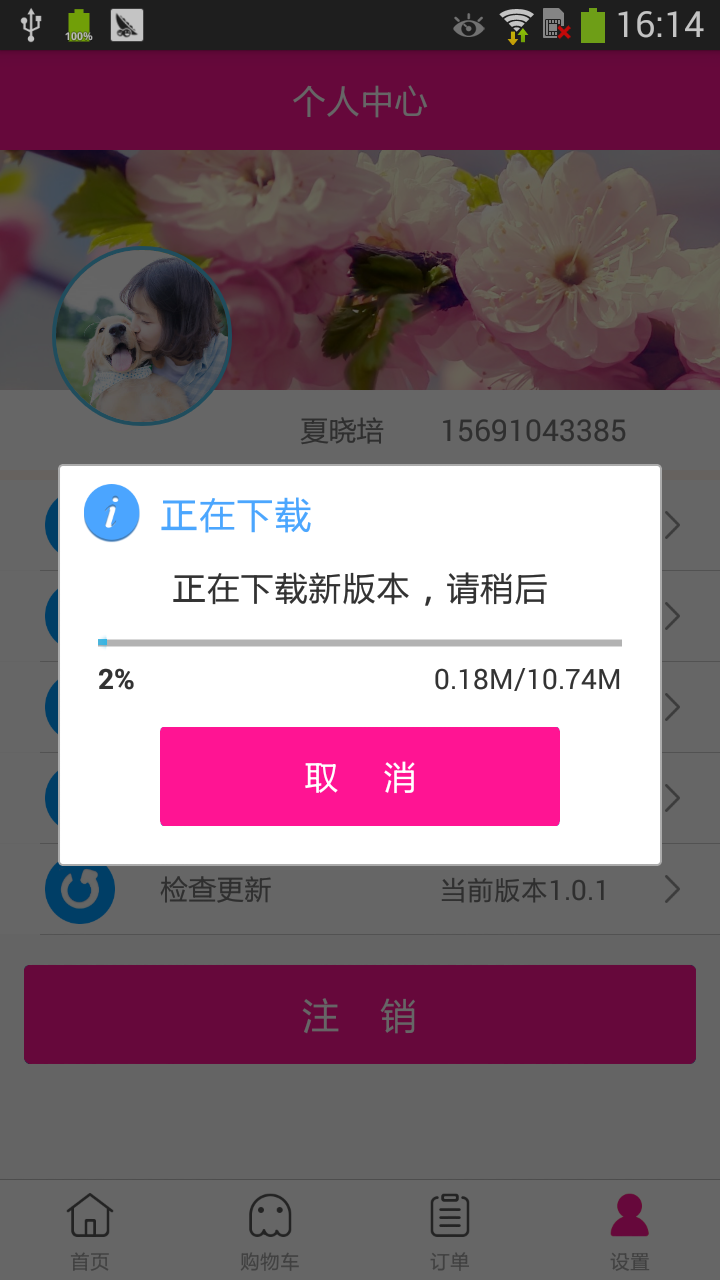 100%
16:14
个人中心
夏晓培 15691043385
i 正在下载
正在下载新版本，请稍后
2% 0.18M/10.74M
取 消
检查更新 当前版本1.0.1
注 销
首页 购物车 订单 设置